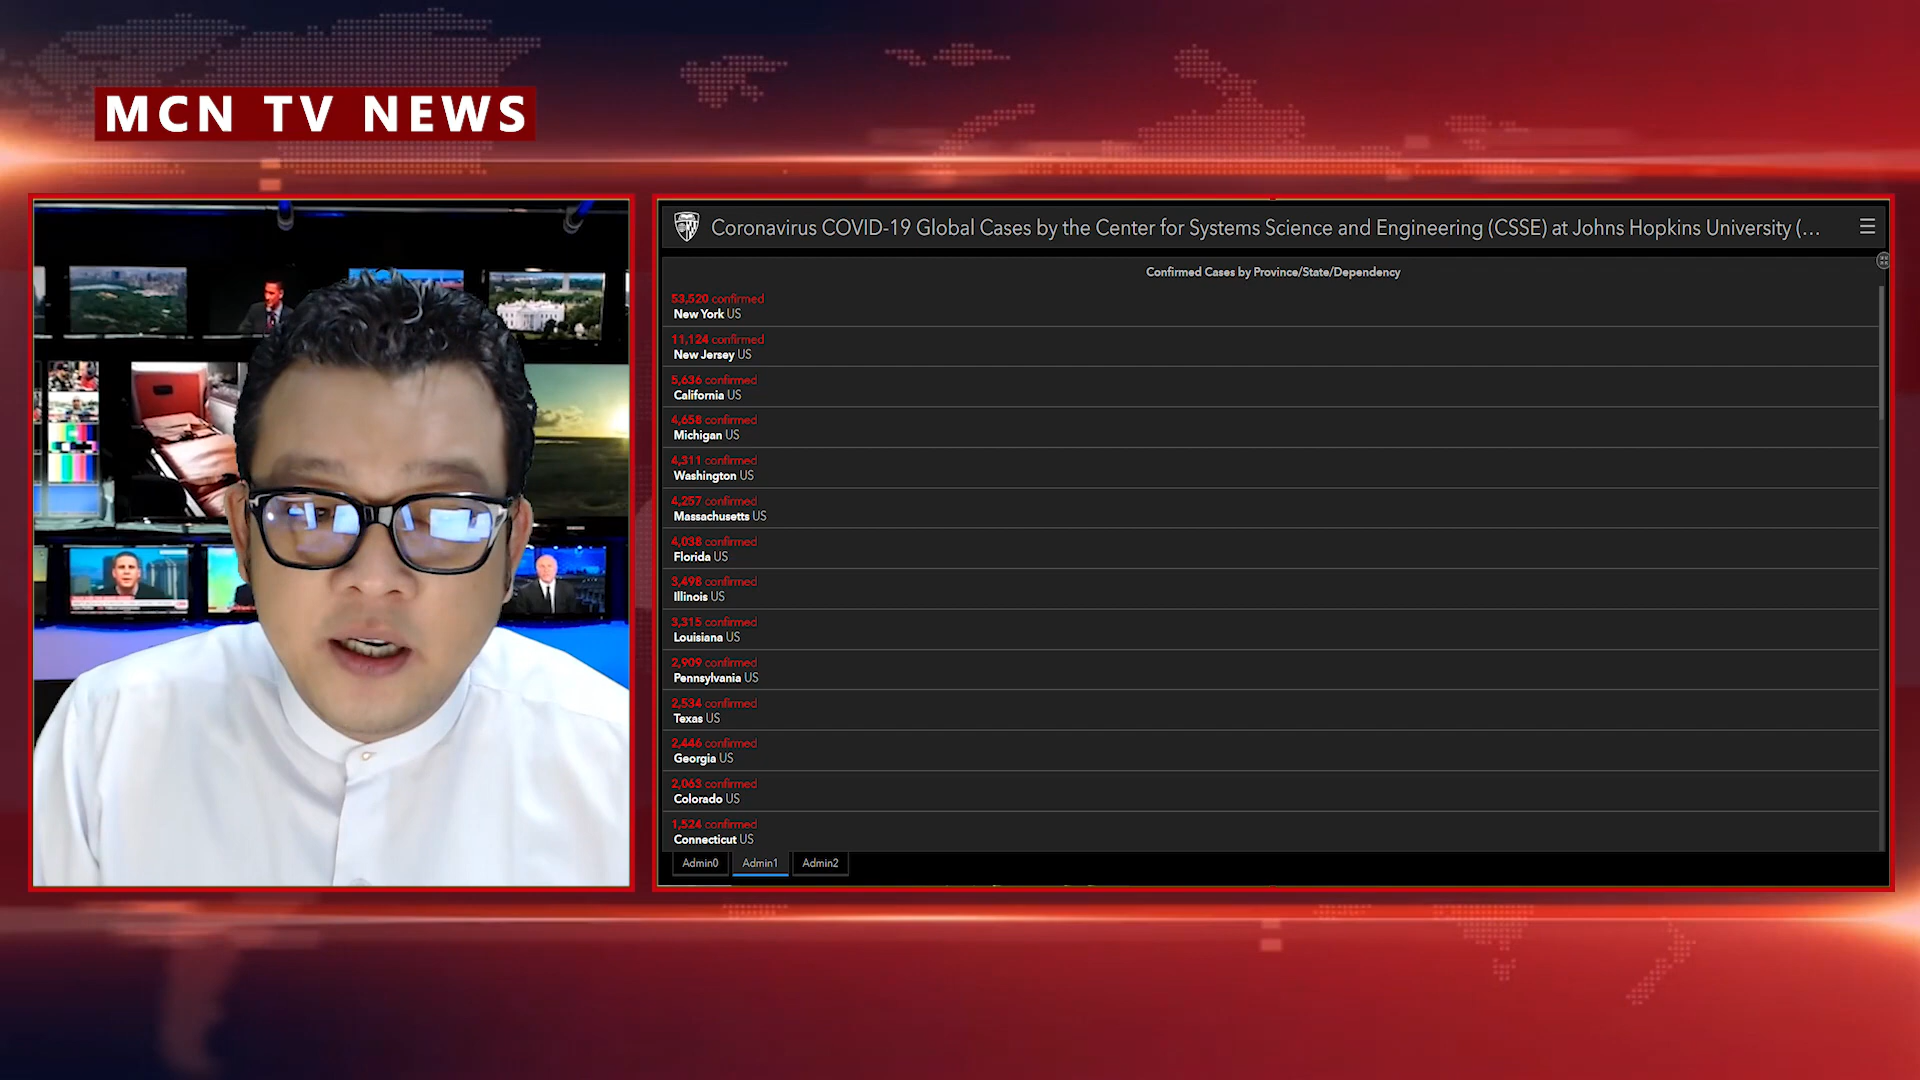 MCN TV NEWS
Coronavirus COVID-19 Global Cases by the Center for Systems Science and Engineering (CSSE) at Johns Hopkins University (...
Confirmed Cases by Province/State/Dependency
53,520 confirmed
New York US
11,124 confirmed
New Jersey US
5,636 confirmed
California US
4,658 confirmed
Michigan US
4,311 confirmed
Washington US
4,257 confirmed
Massachusetts US
4,038 confirmed
Florida US
3,498 confirmed
Illinois US
3,315 confirmed
Louisiana US
2,909 confirmed
Pennsylvania US
2,534 confirmed
Texas US
2,446 confirmed
Georgia US
2,063 confirmed
Colorado US
1,524 confirmed
Connecticut US
Admin0 Admin1 Admin2